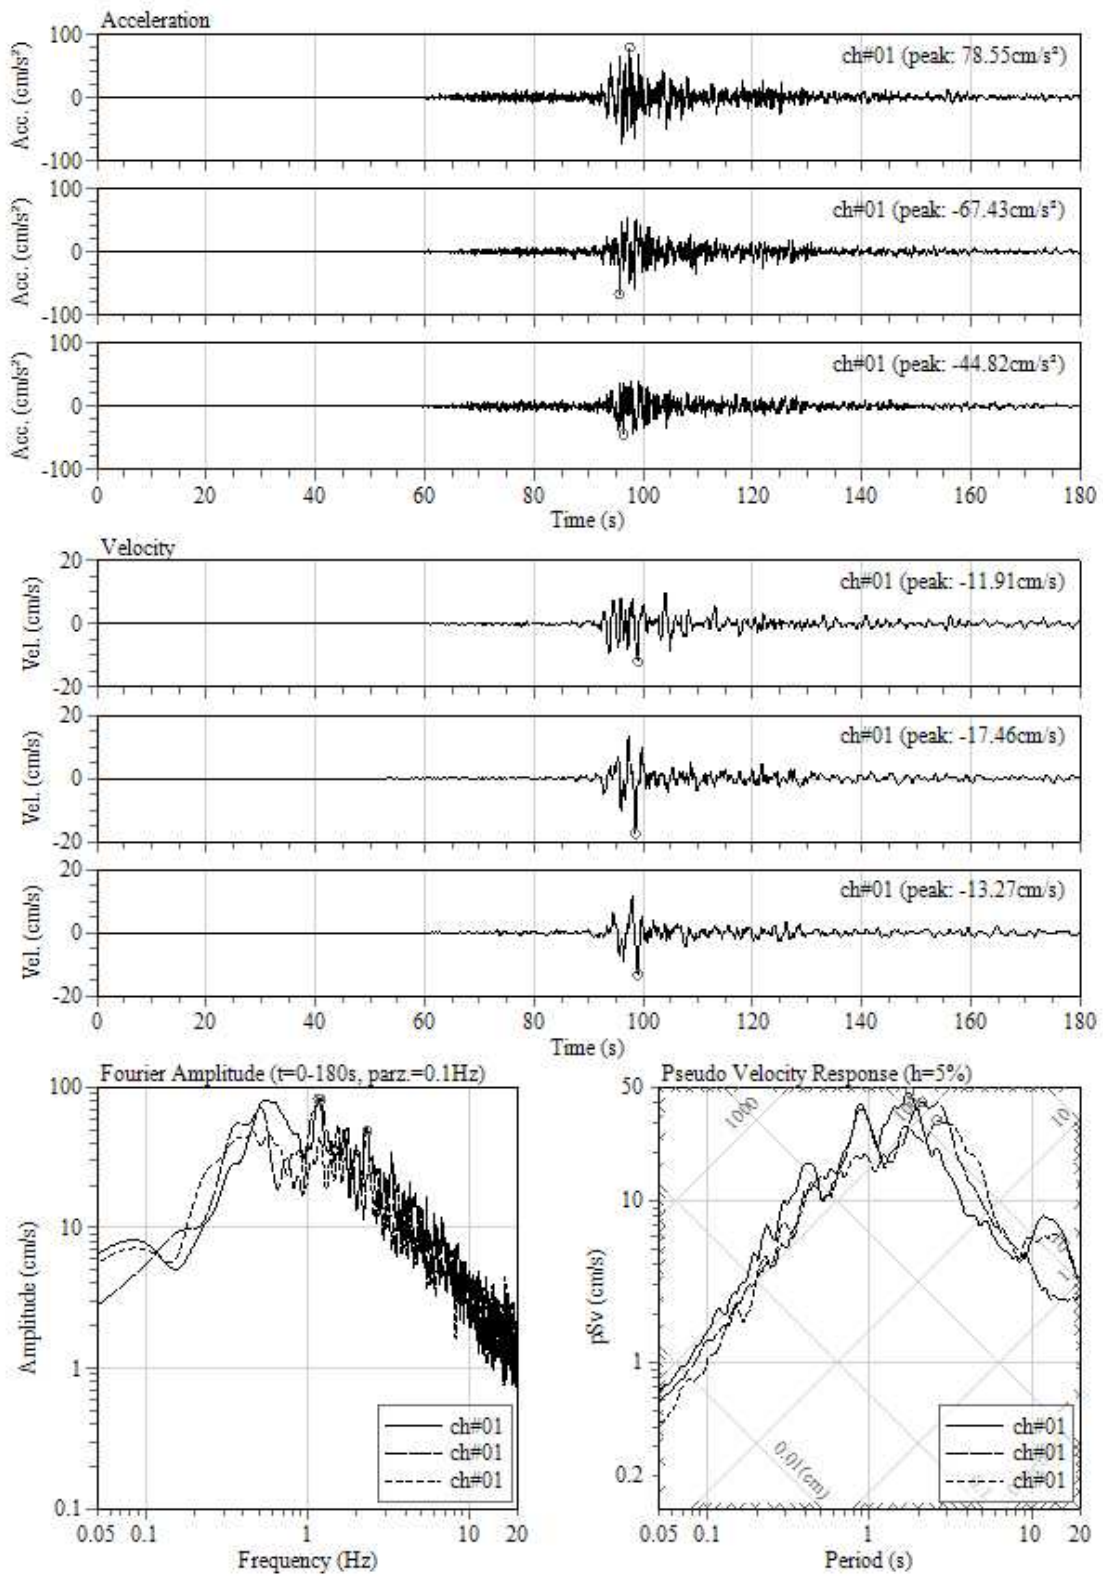 Acceleration
Acc. (cm/s²)
100
0
-100
ch#01 (peak: 78.55cm/s²)
Acc. (cm/s²)
100
0
-100
ch#01 (peak: -67.43cm/s²)
Acc. (cm/s²)
100
0
-100
ch#01 (peak: -44.82cm/s²)
0 20 40 60 80 100 120 140 160 180
Time (s)
Velocity
Vel. (cm/s)
20
0
-20
ch#01 (peak: -11.91cm/s)
Vel. (cm/s)
20
0
-20
ch#01 (peak: -17.46cm/s)
Vel. (cm/s)
20
0
-20
ch#01 (peak: -13.27cm/s)
0 20 40 60 80 100 120 140 160 180
Time (s)
Fourier Amplitude (t=0-180s, parz.=0.1Hz)
Amplitude (cm/s)
100
10
1
0.1
ch#01
ch#01
ch#01
0.05 0.1 1 10 20
Frequency (Hz)
Pseudo Velocity Response (h=5%)
pSv (cm/s)
50
10
1
0.2
1000
10
1
0.01(cm)
ch#01
ch#01
ch#01
0.05 0.1 1 10 20
Period (s)